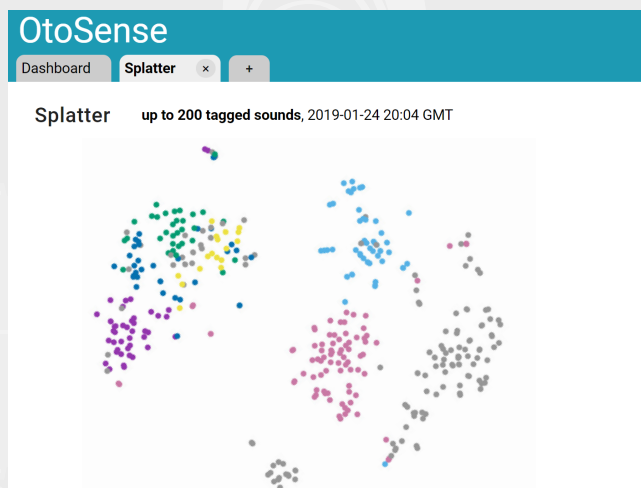 OtoSense
Dashboard Splatter × +
Splatter up to 200 tagged sounds, 2019-01-24 20:04 GMT